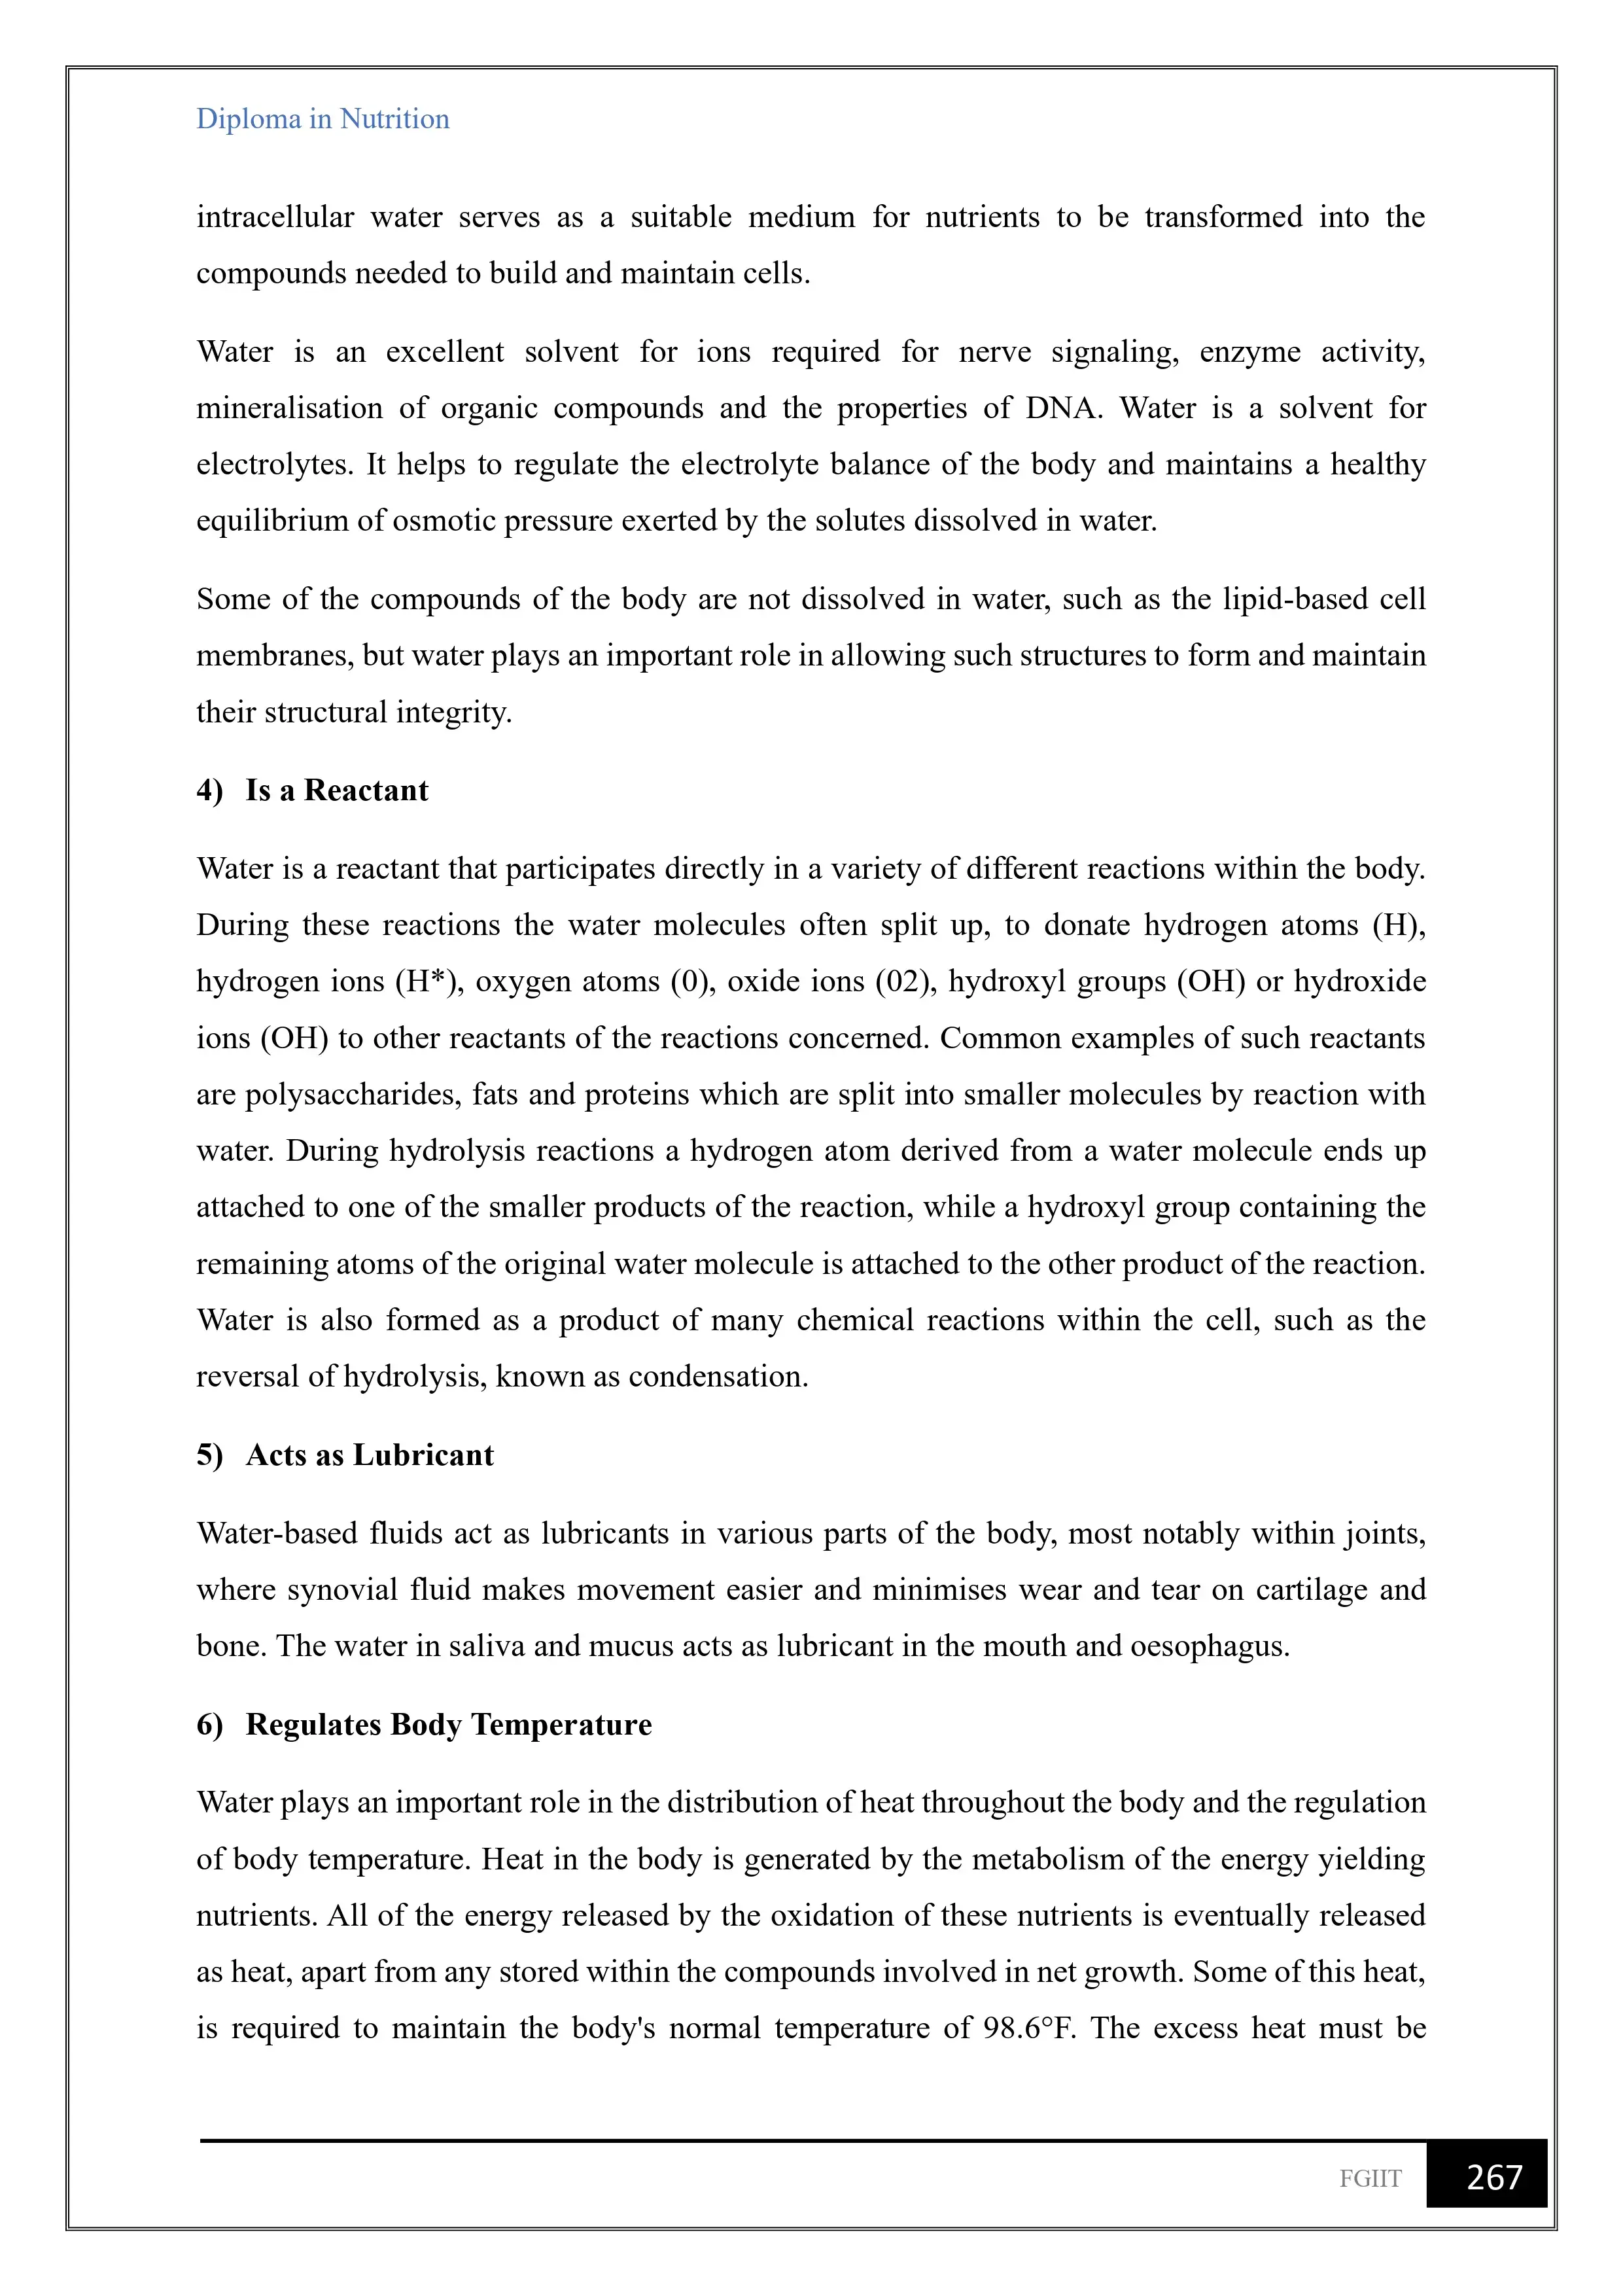 Diploma in Nutrition
intracellular water serves as a suitable medium for nutrients to be transformed into the
compounds needed to build and maintain cells.
Water is an excellent solvent for ions required for nerve signaling, enzyme activity,
mineralisation of organic compounds and the properties of DNA. Water is a solvent for
electrolytes. It helps to regulate the electrolyte balance of the body and maintains a healthy
equilibrium of osmotic pressure exerted by the solutes dissolved in water.
Some of the compounds of the body are not dissolved in water, such as the lipid-based cell
membranes, but water plays an important role in allowing such structures to form and maintain
their structural integrity.
4) Is a Reactant
Water is a reactant that participates directly in a variety of different reactions within the body.
During these reactions the water molecules often split up, to donate hydrogen atoms (H),
hydrogen ions (H*), oxygen atoms (0), oxide ions (02), hydroxyl groups (OH) or hydroxide
ions (OH) to other reactants of the reactions concerned. Common examples of such reactants
are polysaccharides, fats and proteins which are split into smaller molecules by reaction with
water. During hydrolysis reactions a hydrogen atom derived from a water molecule ends up
attached to one of the smaller products of the reaction, while a hydroxyl group containing the
remaining atoms of the original water molecule is attached to the other product of the reaction.
Water is also formed as a product of many chemical reactions within the cell, such as the
reversal of hydrolysis, known as condensation.
5) Acts as Lubricant
Water-based fluids act as lubricants in various parts of the body, most notably within joints,
where synovial fluid makes movement easier and minimises wear and tear on cartilage and
bone. The water in saliva and mucus acts as lubricant in the mouth and oesophagus.
6) Regulates Body Temperature
Water plays an important role in the distribution of heat throughout the body and the regulation
of body temperature. Heat in the body is generated by the metabolism of the energy yielding
nutrients. All of the energy released by the oxidation of these nutrients is eventually released
as heat, apart from any stored within the compounds involved in net growth. Some of this heat,
is required to maintain the body's normal temperature of 98.6°F. The excess heat must be
FGIIT 267